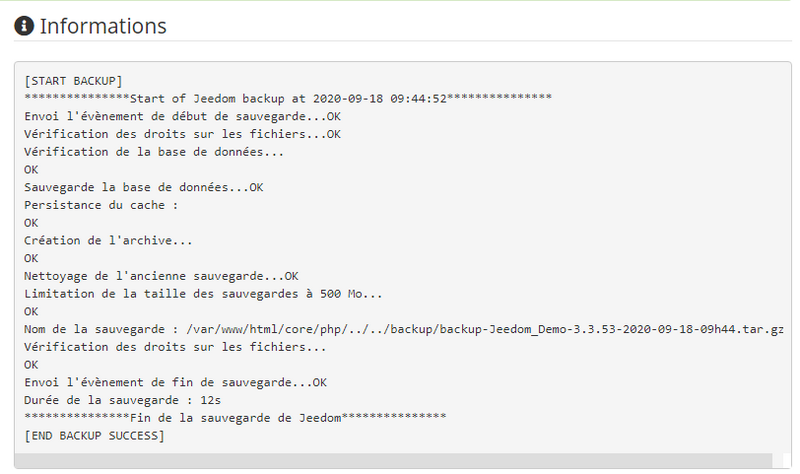 Informations
[START BACKUP]
***************Start of Jeedom backup at 2020-09-18 09:44:52***************
Envoi l'évènement de début de sauvegarde...OK
Vérification des droits sur les fichiers...OK
Vérification de la base de données...
OK
Sauvegarde la base de données...OK
Persistance du cache :
OK
Création de l'archive...
OK
Nettoyage de l'ancienne sauvegarde...OK
Limitation de la taille des sauvegardes à 500 Mo...
OK
Nom de la sauvegarde : /var/www/html/core/php/../../backup/backup-Jeedom_Demo-3.3.53-2020-09-18-09h44.tar.gz
Vérification des droits sur les fichiers...
OK
Envoi l'évènement de fin de sauvegarde...OK
Durée de la sauvegarde : 12s
***************Fin de la sauvegarde de Jeedom***************
[END BACKUP SUCCESS]